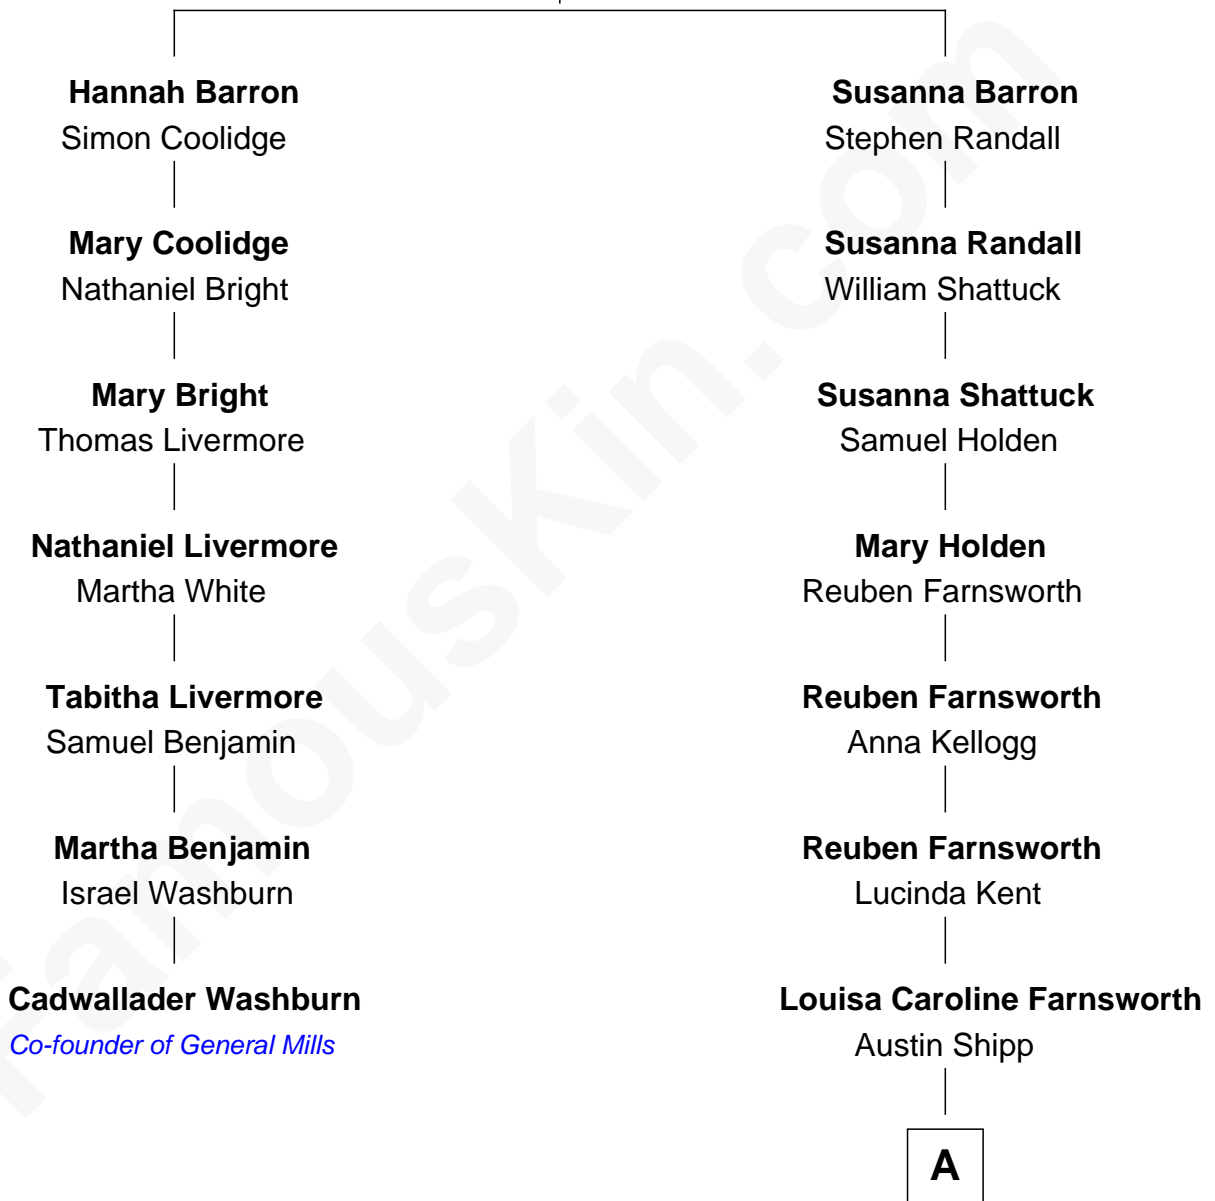 Hannah Barron
Simon Coolidge
Mary Coolidge
Nathaniel Bright
Mary Bright
Thomas Livermore
Nathaniel Livermore
Martha White
Tabitha Livermore
Samuel Benjamin
Martha Benjamin
Israel Washburn
Cadwallader Washburn
Co-founder of General Mills
Susanna Barron
Stephen Randall
Susanna Randall
William Shattuck
Susanna Shattuck
Samuel Holden
Mary Holden
Reuben Farnsworth
Reuben Farnsworth
Anna Kellogg
Reuben Farnsworth
Lucinda Kent
Louisa Caroline Farnsworth
Austin Shipp
A
FamousKin.com